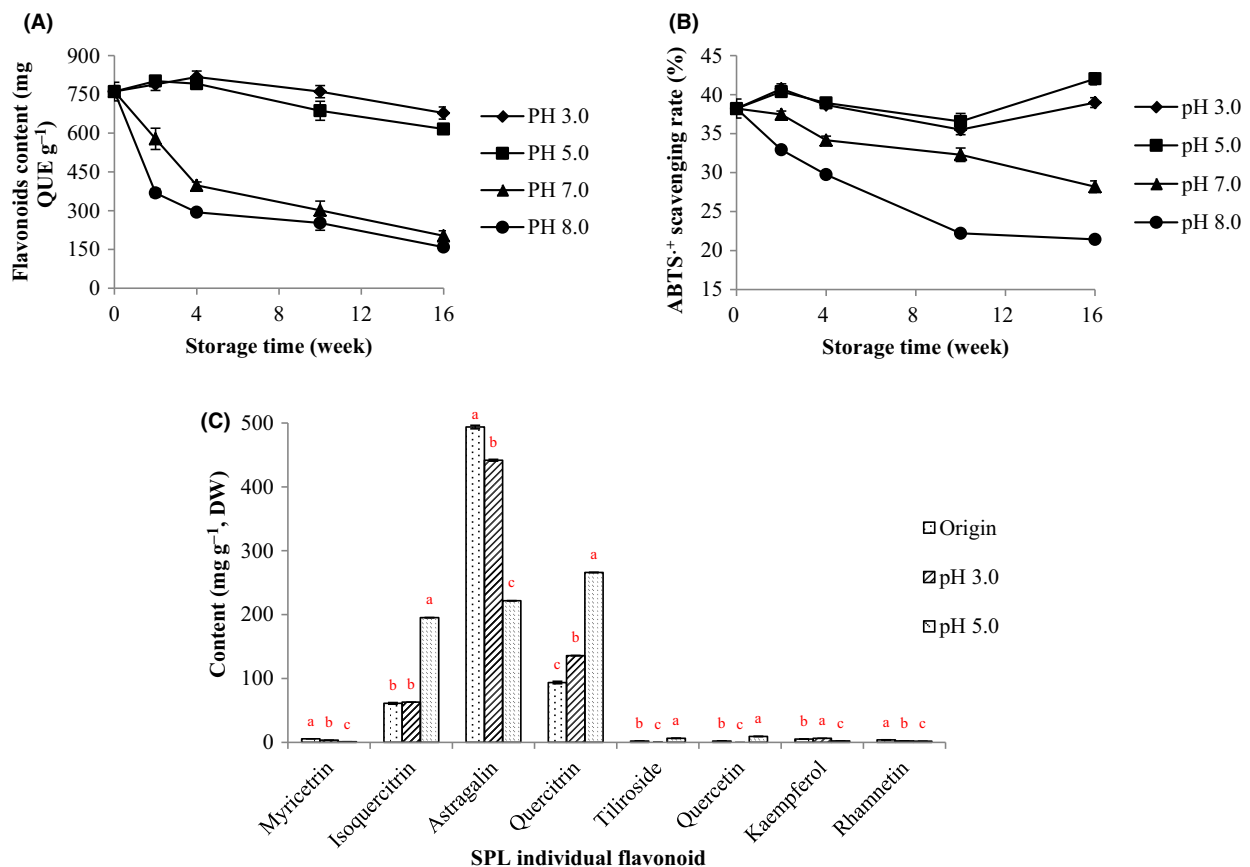 (A)
Flavonoids content (mg
QUE g⁻¹)
900
750
600
450
300
150
0
0
4
8
12
16
Storage time (week)
PH 3.0
PH 5.0
PH 7.0
PH 8.0
(B)
ABTS·⁺ scavenging rate (%)
45
40
35
30
25
20
15
0
4
8
12
16
Storage time (week)
pH 3.0
pH 5.0
pH 7.0
pH 8.0
(C)
Content (mg g⁻¹, DW)
500
400
300
200
100
0
a b c
b b a
a b c
c b a
b c a
b c a
b a c
a b c
Myricetrin
Isoquercitrin
Astragalin
Quercitrin
Tiliroside
Quercetin
Kaempferol
Rhamnetin
SPL individual flavonoid
Origin
pH 3.0
pH 5.0